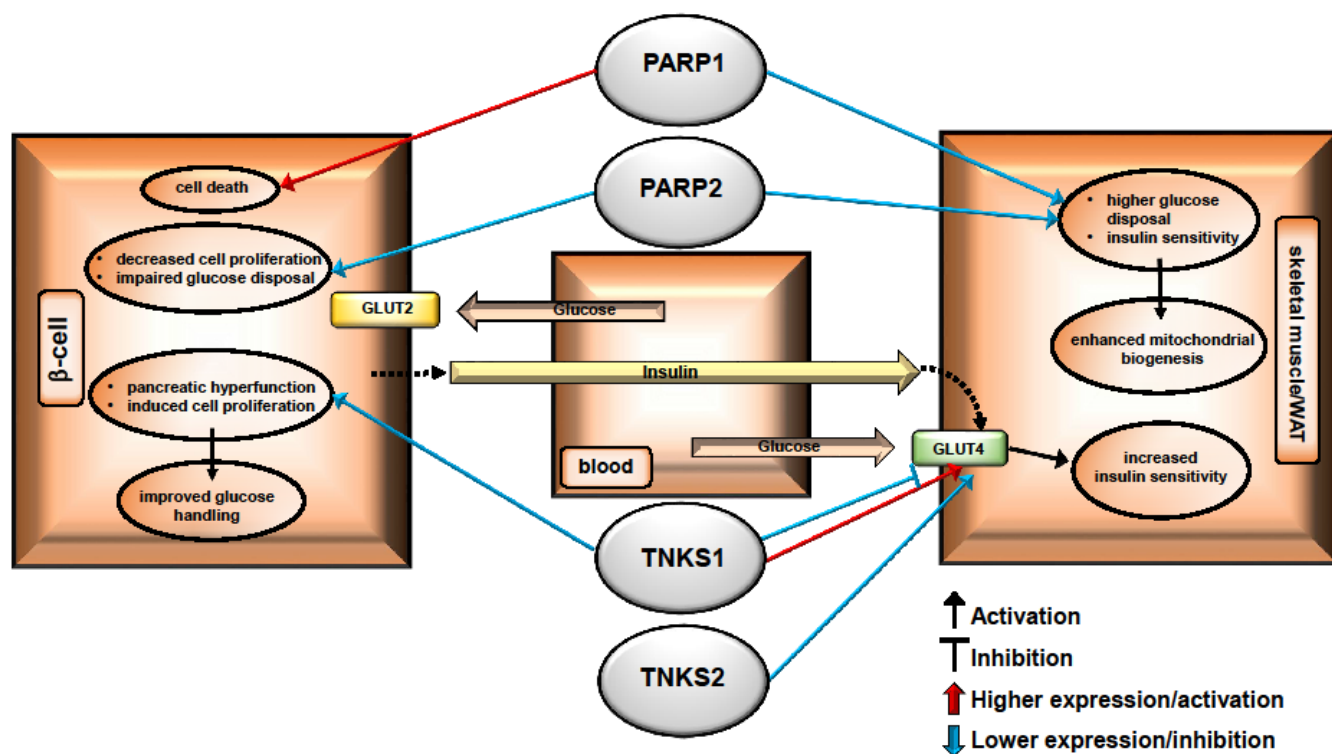 PARP1
PARP2
cell death
• decreased cell proliferation
• impaired glucose disposal
GLUT2
β-cell
• pancreatic hyperfunction
• induced cell proliferation
improved glucose
handling
Glucose
Insulin
Glucose
blood
• higher glucose
disposal
• insulin sensitivity
enhanced mitochondrial
biogenesis
skeletal muscle/WAT
GLUT4
increased
insulin sensitivity
TNKS1
TNKS2
Activation
Inhibition
Higher expression/activation
Lower expression/inhibition